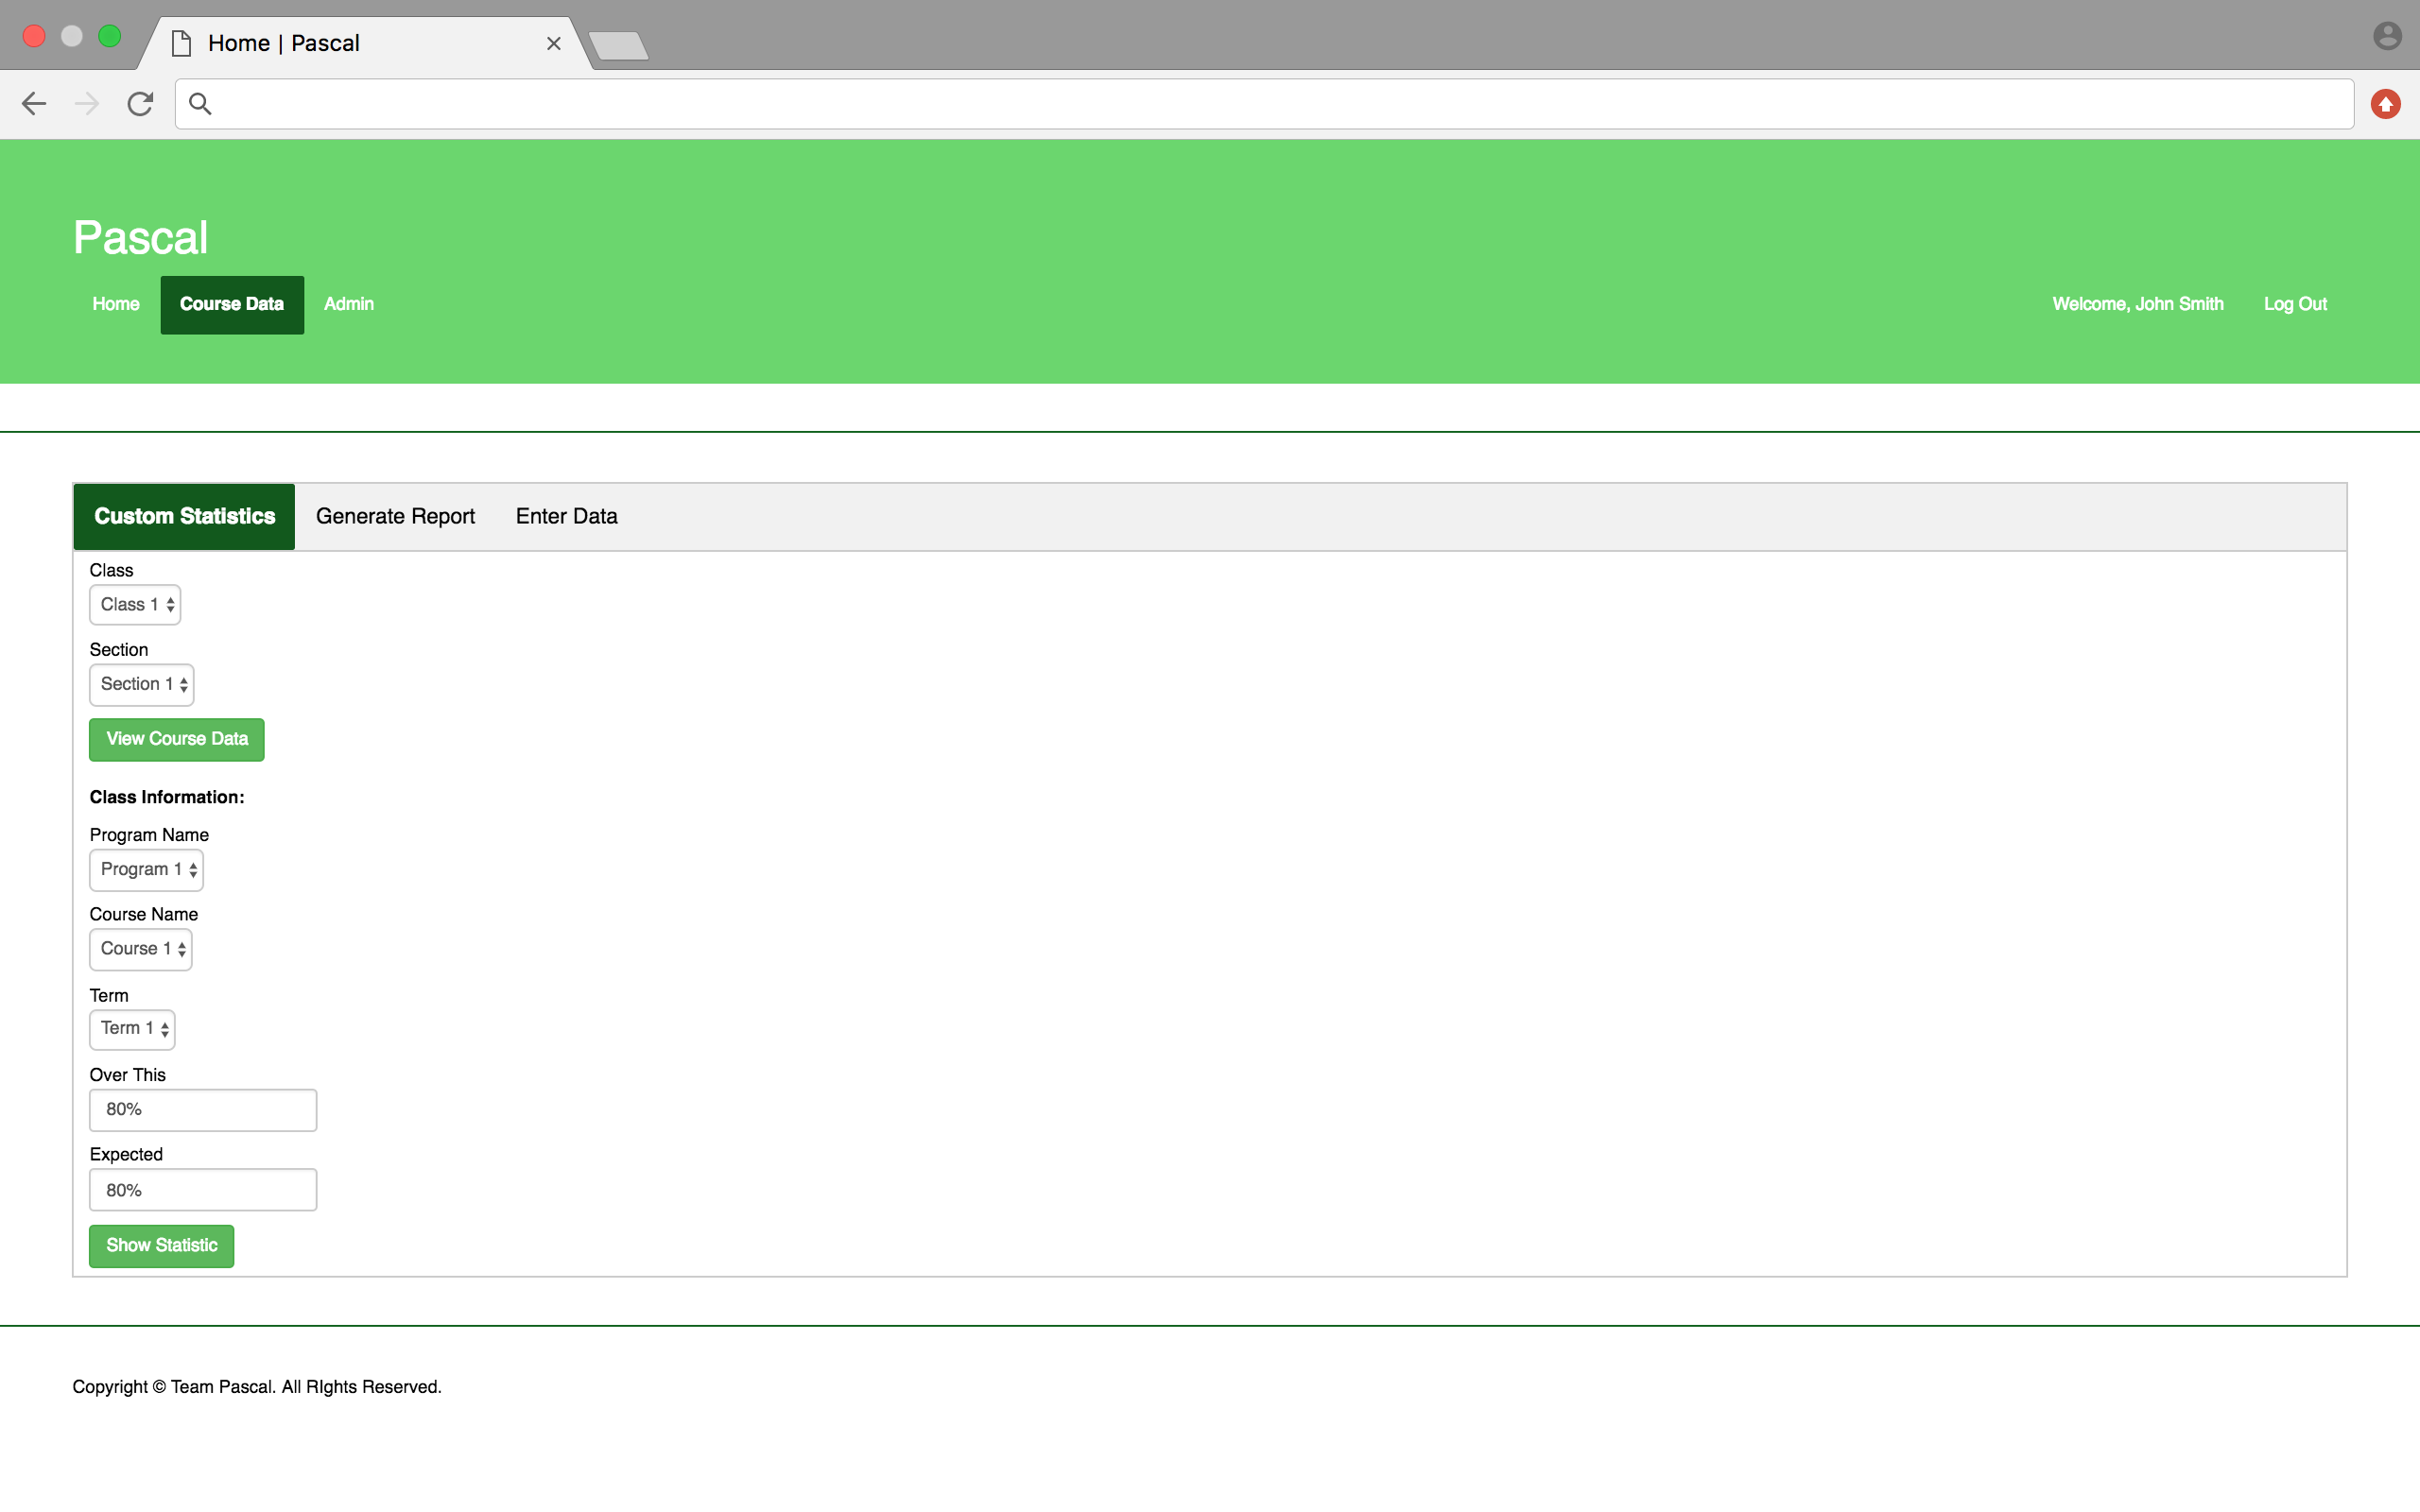 Home | Pascal
Pascal
Home Course Data Admin Welcome, John Smith Log Out
Custom Statistics Generate Report Enter Data
Class
Class 1
Section
Section 1
View Course Data
Class Information:
Program Name
Program 1
Course Name
Course 1
Term
Term 1
Over This
80%
Expected
80%
Show Statistic
Copyright © Team Pascal. All RIghts Reserved.